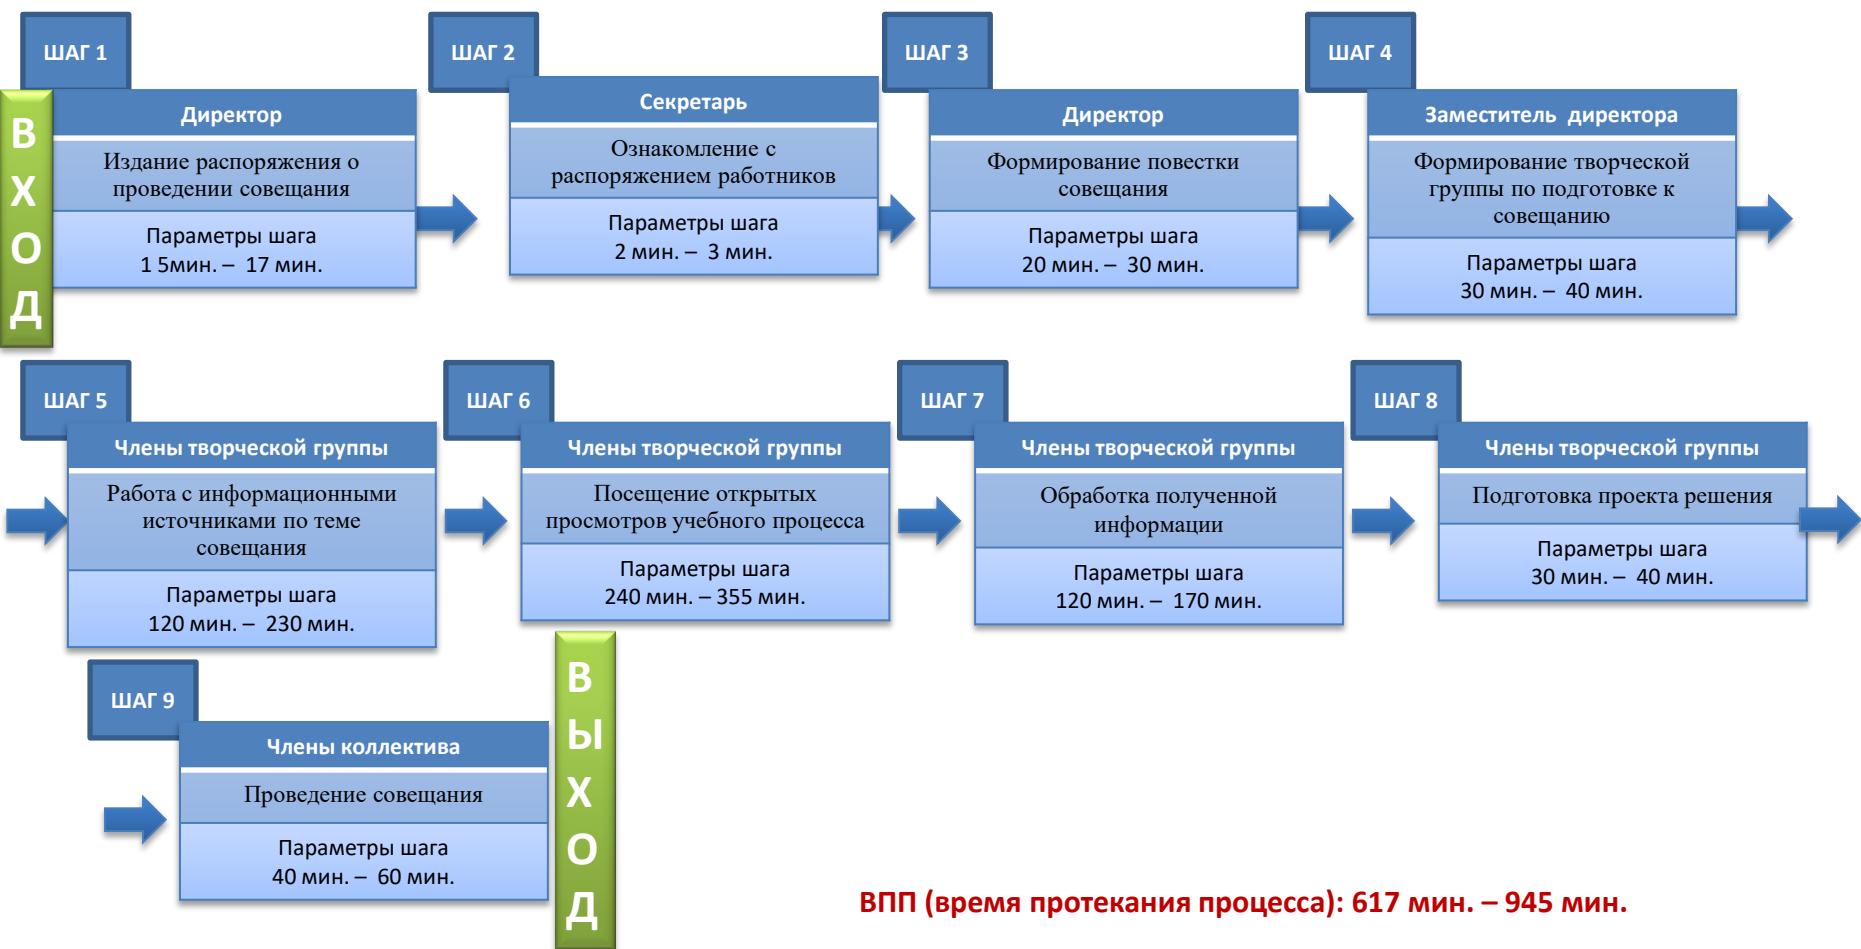 ШАГ 1
ВХОД
Директор
Издание распоряжения о
проведении совещания
Параметры шага
1 5мин. – 17 мин.
ШАГ 2
Секретарь
Ознакомление с
распоряжением работников
Параметры шага
2 мин. – 3 мин.
ШАГ 3
Директор
Формирование повестки
совещания
Параметры шага
20 мин. – 30 мин.
ШАГ 4
Заместитель директора
Формирование творческой
группы по подготовке к
совещанию
Параметры шага
30 мин. – 40 мин.
ШАГ 5
Члены творческой группы
Работа с информационными
источниками по теме
совещания
Параметры шага
120 мин. – 230 мин.
ШАГ 6
Члены творческой группы
Посещение открытых
просмотров учебного процесса
Параметры шага
240 мин. – 355 мин.
ШАГ 7
Члены творческой группы
Обработка полученной
информации
Параметры шага
120 мин. – 170 мин.
ШАГ 8
Члены творческой группы
Подготовка проекта решения
Параметры шага
30 мин. – 40 мин.
ШАГ 9
Члены коллектива
Проведение совещания
Параметры шага
40 мин. – 60 мин.
ВЫХОД
ВПП (время протекания процесса): 617 мин. – 945 мин.